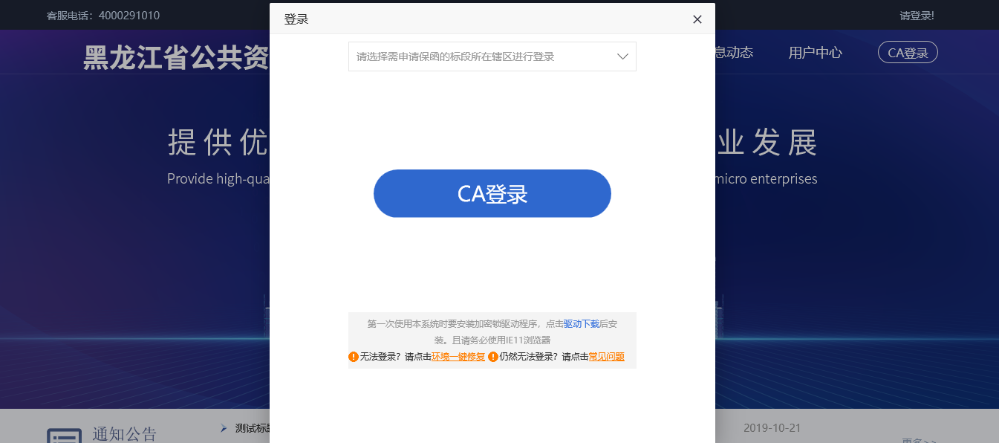 客服电话：4000291010
请登录!
登录
黑龙江省公共资
息动态
用户中心
CA登录
请选择需申请保函的标段所在辖区进行登录
提供优
业发展
Provide high-qua
micro enterprises
CA登录
第一次使用本系统时要安装加密锁驱动程序，点击驱动下载后安
装。且请务必使用IE11浏览器
无法登录？请点击环境一键修复 仍然无法登录？请点击常见问题
通知公告
测试标题
2019-10-21
更多>>